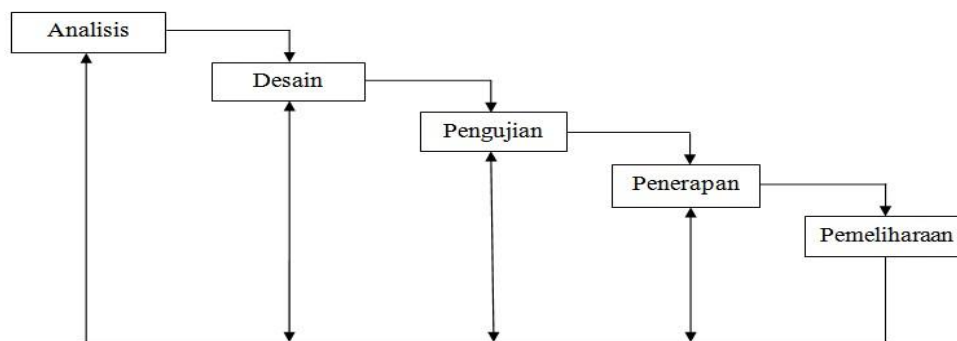 Analisis
Desain
Pengujian
Penerapan
Pemeliharaan